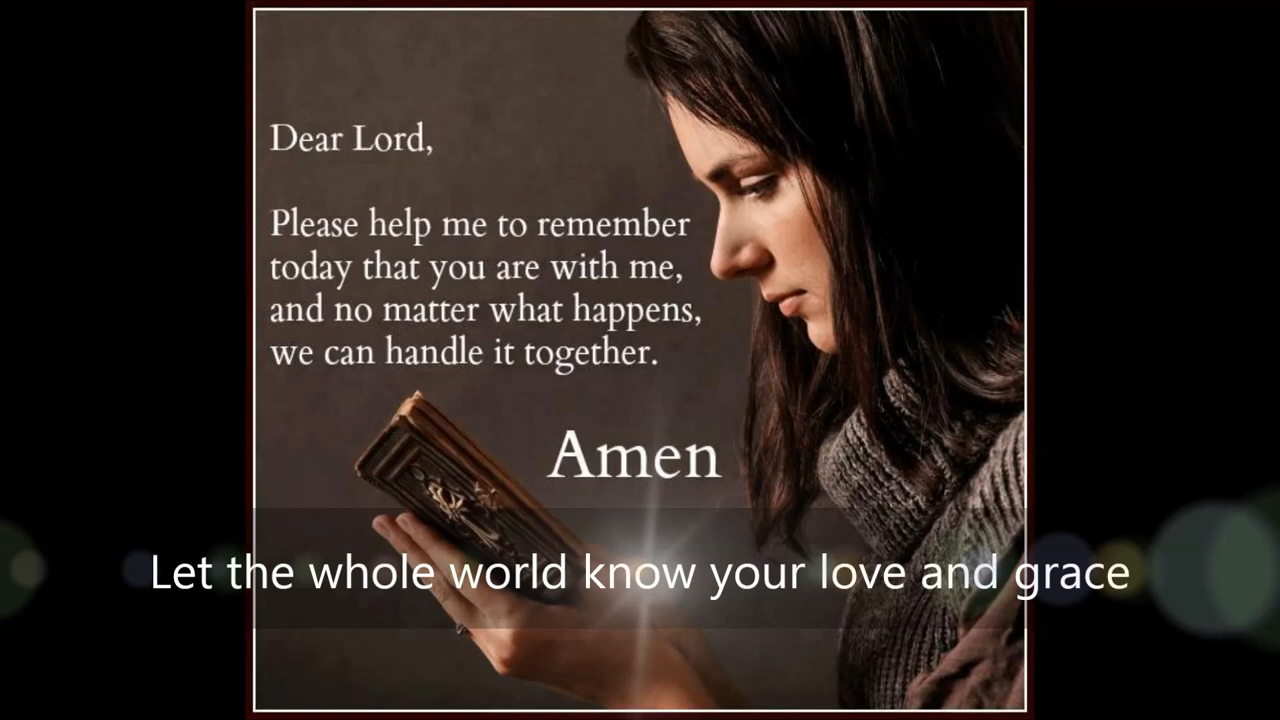 Dear Lord,
Please help me to remember
today that you are with me,
and no matter what happens,
we can handle it together.
Amen
Let the whole world know your love and grace